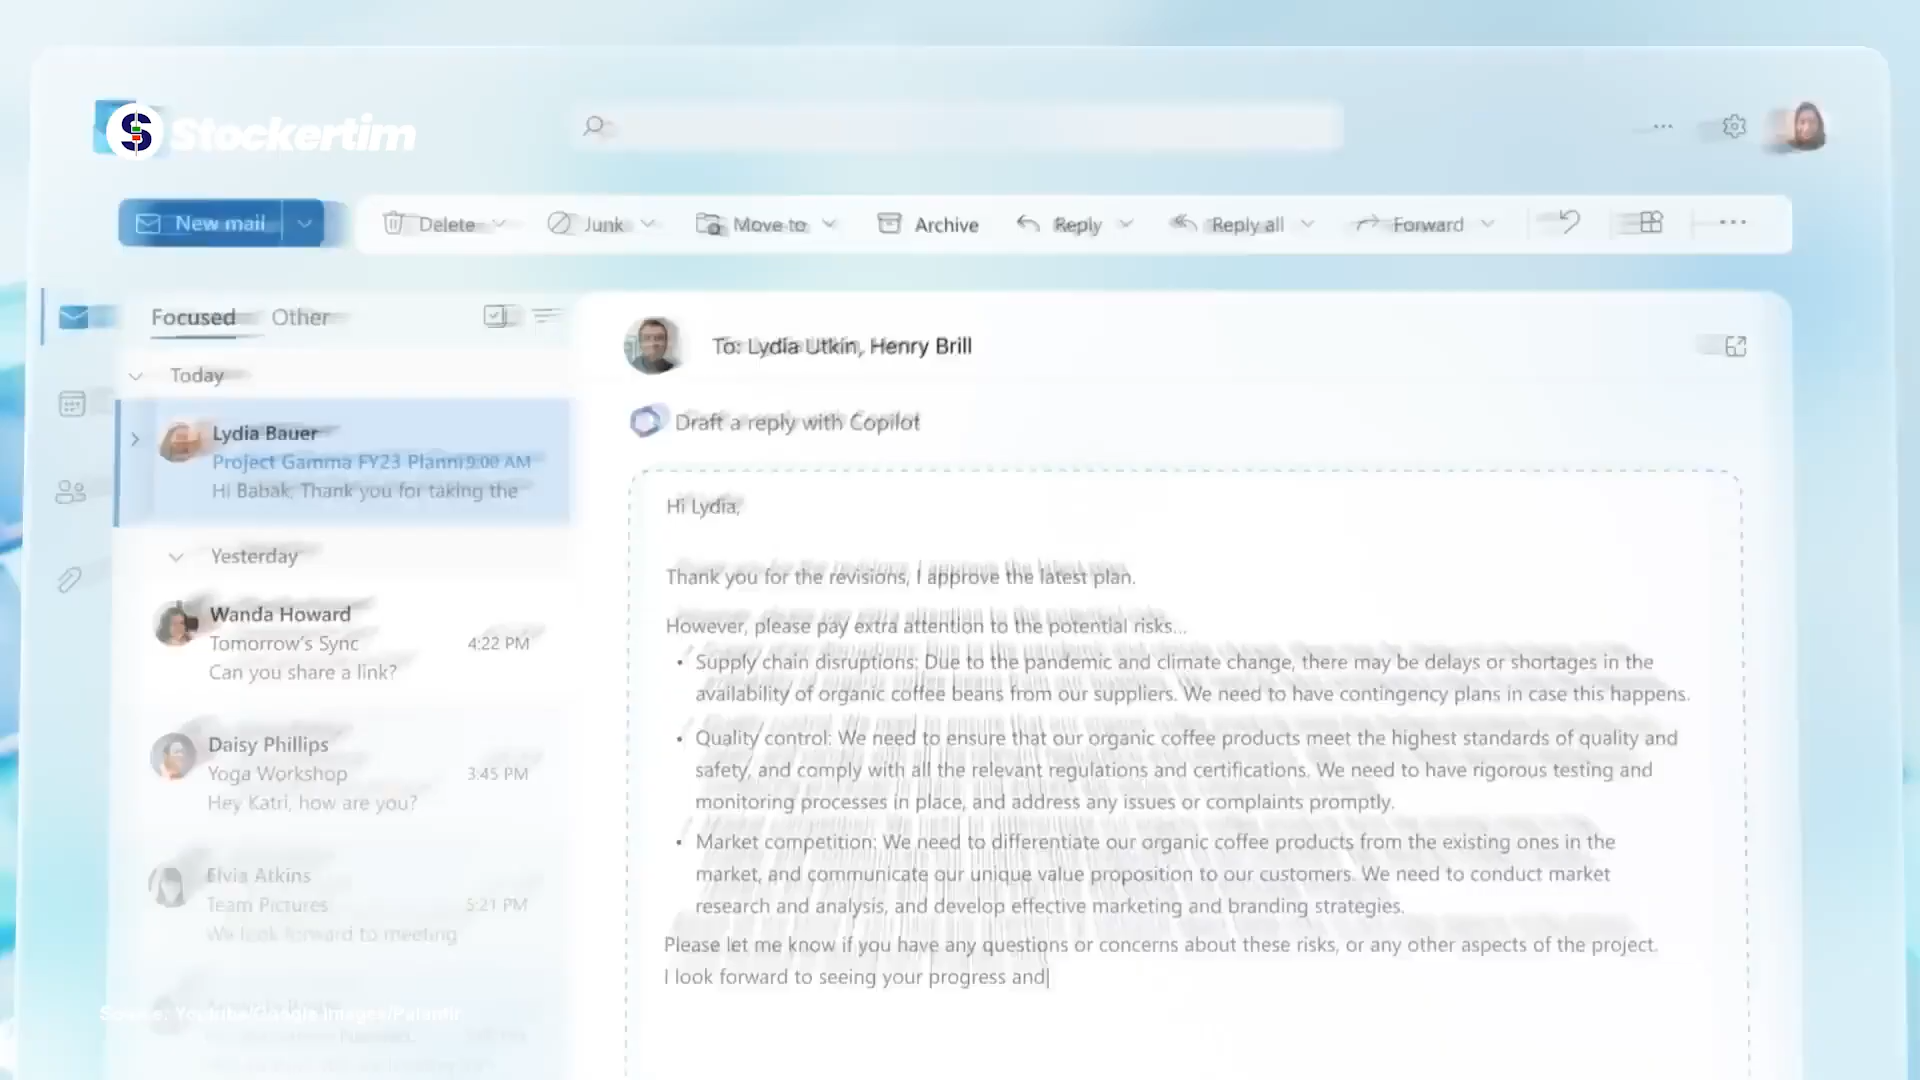 Stockertim
New mail
Delete
Junk
Move to
Archive
Reply
Reply all
Forward
Focused
Other
Today
Lydia Bauer
Project Gamma FY23 Planni 9:00 AM
Hi Babak, Thank you for taking the
Yesterday
Wanda Howard
Tomorrow's Sync 4:22 PM
Can you share a link?
Daisy Phillips
Yoga Workshop 3:45 PM
Hey Katri, how are you?
Elvia Atkins
Team Pictures 5:21 PM
We look forward to meeting
To: Lydia Utkin, Henry Brill
Draft a reply with Copilot
Hi Lydia,
Thank you for the revisions, I approve the latest plan.
However, please pay extra attention to the potential risks...
• Supply chain disruptions: Due to the pandemic and climate change, there may be delays or shortages in the
availability of organic coffee beans from our suppliers. We need to have contingency plans in case this happens.
• Quality control: We need to ensure that our organic coffee products meet the highest standards of quality and
safety, and comply with all the relevant regulations and certifications. We need to have rigorous testing and
monitoring processes in place, and address any issues or complaints promptly.
• Market competition: We need to differentiate our organic coffee products from the existing ones in the
market, and communicate our unique value proposition to our customers. We need to conduct market
research and analysis, and develop effective marketing and branding strategies.
Please let me know if you have any questions or concerns about these risks, or any other aspects of the project.
I look forward to seeing your progress and
Source: Youtube/Google Images/Palantir